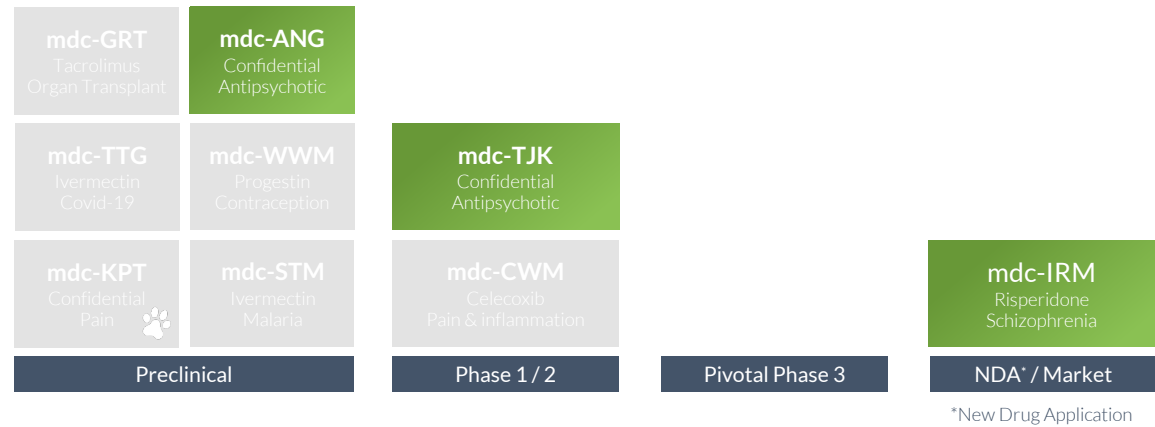 mdc-GRT
Tacrolimus
Organ Transplant
mdc-ANG
Confidential
Antipsychotic
mdc-TTG
Ivermectin
Covid-19
mdc-WWM
Progestin
Contraception
mdc-TJK
Confidential
Antipsychotic
mdc-KPT
Confidential
Pain
mdc-STM
Ivermectin
Malaria
mdc-CWM
Celecoxib
Pain & inflammation
mdc-IRM
Risperidone
Schizophrenia
Preclinical
Phase 1 / 2
Pivotal Phase 3
NDA* / Market
*New Drug Application